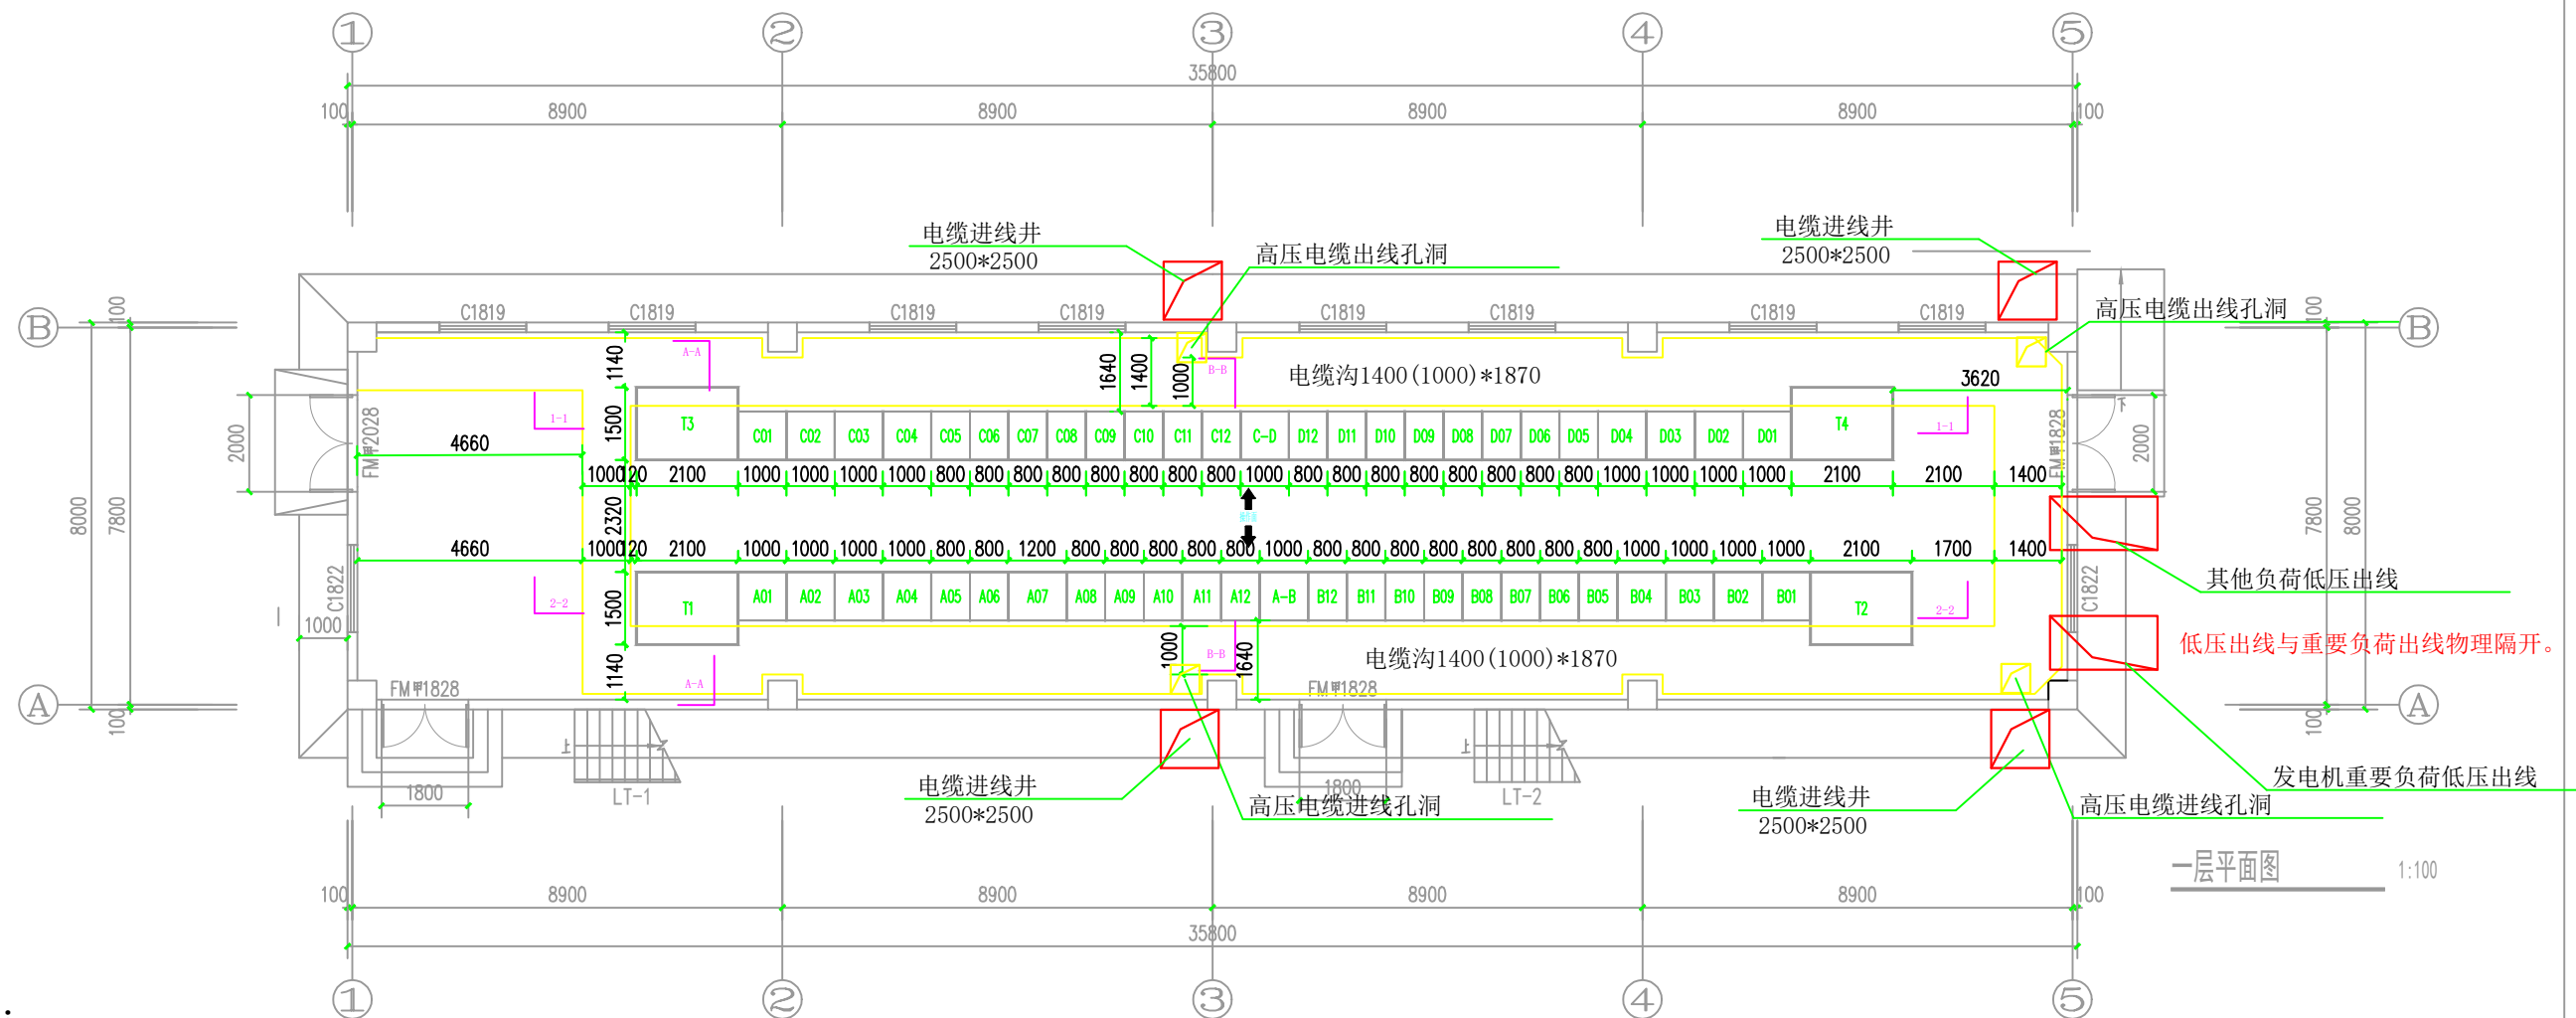 ① ② ③ ④ ⑤
35800
100 8900 8900 8900 8900 100
电缆进线井
2500*2500
高压电缆出线孔洞
电缆进线井
2500*2500
高压电缆出线孔洞
C1819 C1819 C1819 C1819 C1819 C1819 C1819 C1819
Ⓑ Ⓑ
100 100
1140 A-A 1640 1400 1000 B-B
电缆沟1400(1000)*1870
3620
1-1 1-1
2000 FM甲2028 4660 1500 FM甲1828 2000
T3 C01 C02 C03 C04 C05 C06 C07 C08 C09 C10 C11 C12 C-D D12 D11 D10 D09 D08 D07 D06 D05 D04 D03 D02 D01 T4
1000 120 2100 1000 1000 1000 1000 800 800 800 800 800 800 800 800 1000 800 800 800 800 800 800 800 800 1000 1000 1000 1000 2100 2100 1400
8000 7800 2320 7800 8000
4660 1000 120 2100 1000 1000 1000 1000 800 800 1200 800 800 800 800 800 1000 800 800 800 800 800 800 800 800 1000 1000 1000 1000 2100 1700 1400
其他负荷低压出线
C1822 2-2 1500 2-2 C1822
T1 A01 A02 A03 A04 A05 A06 A07 A08 A09 A10 A11 A12 A-B B12 B11 B10 B09 B08 B07 B06 B05 B04 B03 B02 B01 T2
1000
低压出线与重要负荷出线物理隔开。
1140 A-A 1000 B-B 1640
电缆沟1400(1000)*1870
FM甲1828 FM甲1828
Ⓐ Ⓐ
100 100
上 上 下
发电机重要负荷低压出线
1800 LT-1 1800 LT-2
电缆进线井
2500*2500
高压电缆进线孔洞
电缆进线井
2500*2500
高压电缆进线孔洞
一层平面图 1:100
100 8900 8900 8900 8900 100
35800
① ② ③ ④ ⑤